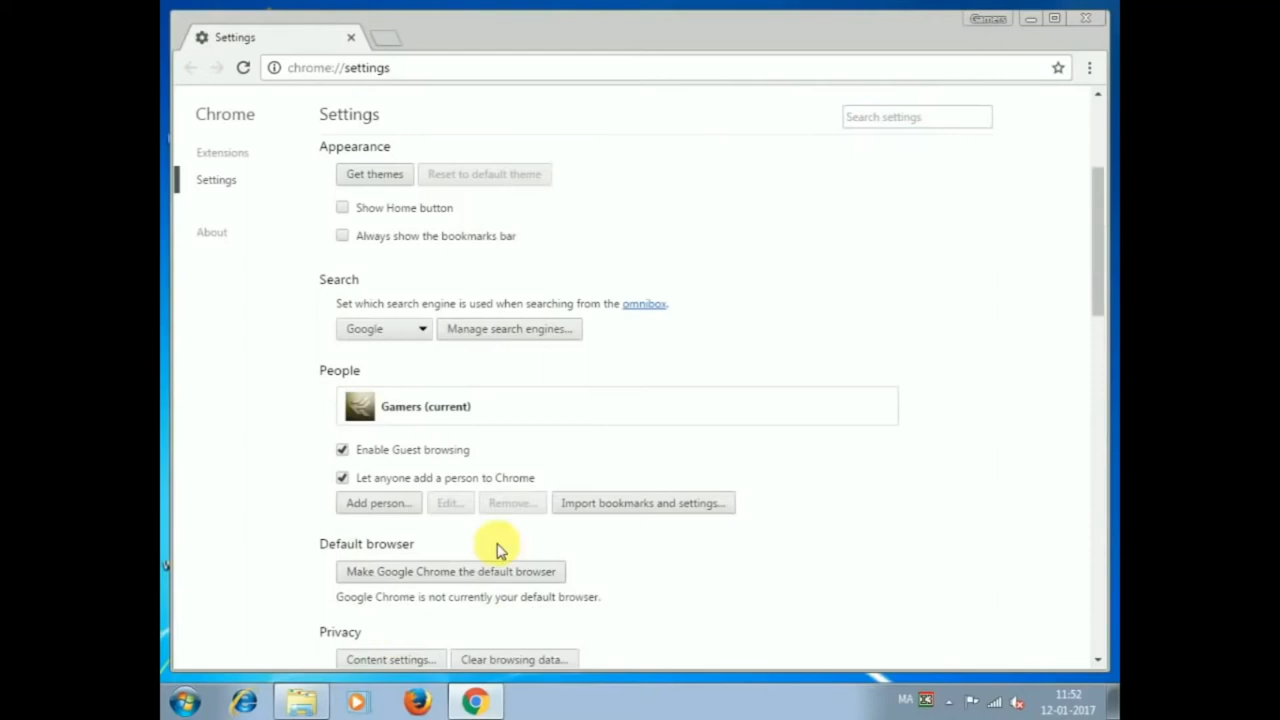 Gamers
Settings
chrome://settings
Chrome
Settings
Search settings
Extensions
Settings
About
Appearance
Get themes
Reset to default theme
Show Home button
Always show the bookmarks bar
Search
Set which search engine is used when searching from the omnibox.
Google
Manage search engines...
People
Gamers (current)
Enable Guest browsing
Let anyone add a person to Chrome
Add person...
Edit...
Remove...
Import bookmarks and settings...
Default browser
Make Google Chrome the default browser
Google Chrome is not currently your default browser.
Privacy
Content settings...
Clear browsing data...
MA
11:52
12-01-2017